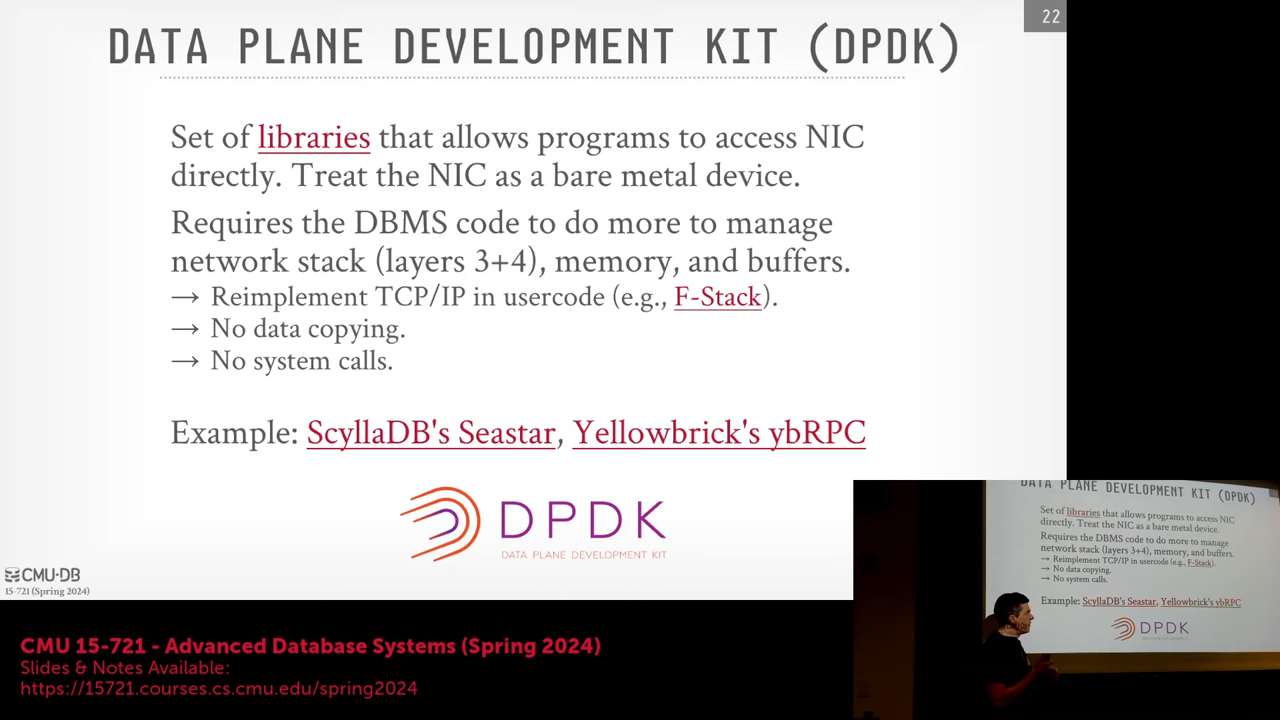 22
DATA PLANE DEVELOPMENT KIT (DPDK)
Set of libraries that allows programs to access NIC
directly. Treat the NIC as a bare metal device.
Requires the DBMS code to do more to manage
network stack (layers 3+4), memory, and buffers.
→ Reimplement TCP/IP in usercode (e.g., F-Stack).
→ No data copying.
→ No system calls.
Example: ScyllaDB's Seastar, Yellowbrick's ybRPC
DPDK
DATA PLANE DEVELOPMENT KIT
CMU·DB
15-721 (Spring 2024)
DATA PLANE DEVELOPMENT KIT (DPDK)
Set of libraries that allows programs to access NIC
directly. Treat the NIC as a bare metal device.
Requires the DBMS code to do more to manage
network stack (layers 3+4), memory, and buffers.
→ Reimplement TCP/IP in usercode (e.g., F-Stack).
→ No data copying.
→ No system calls.
Example: ScyllaDB's Seastar, Yellowbrick's ybRPC
DPDK
CMU 15-721 - Advanced Database Systems (Spring 2024)
Slides & Notes Available:
https://15721.courses.cs.cmu.edu/spring2024